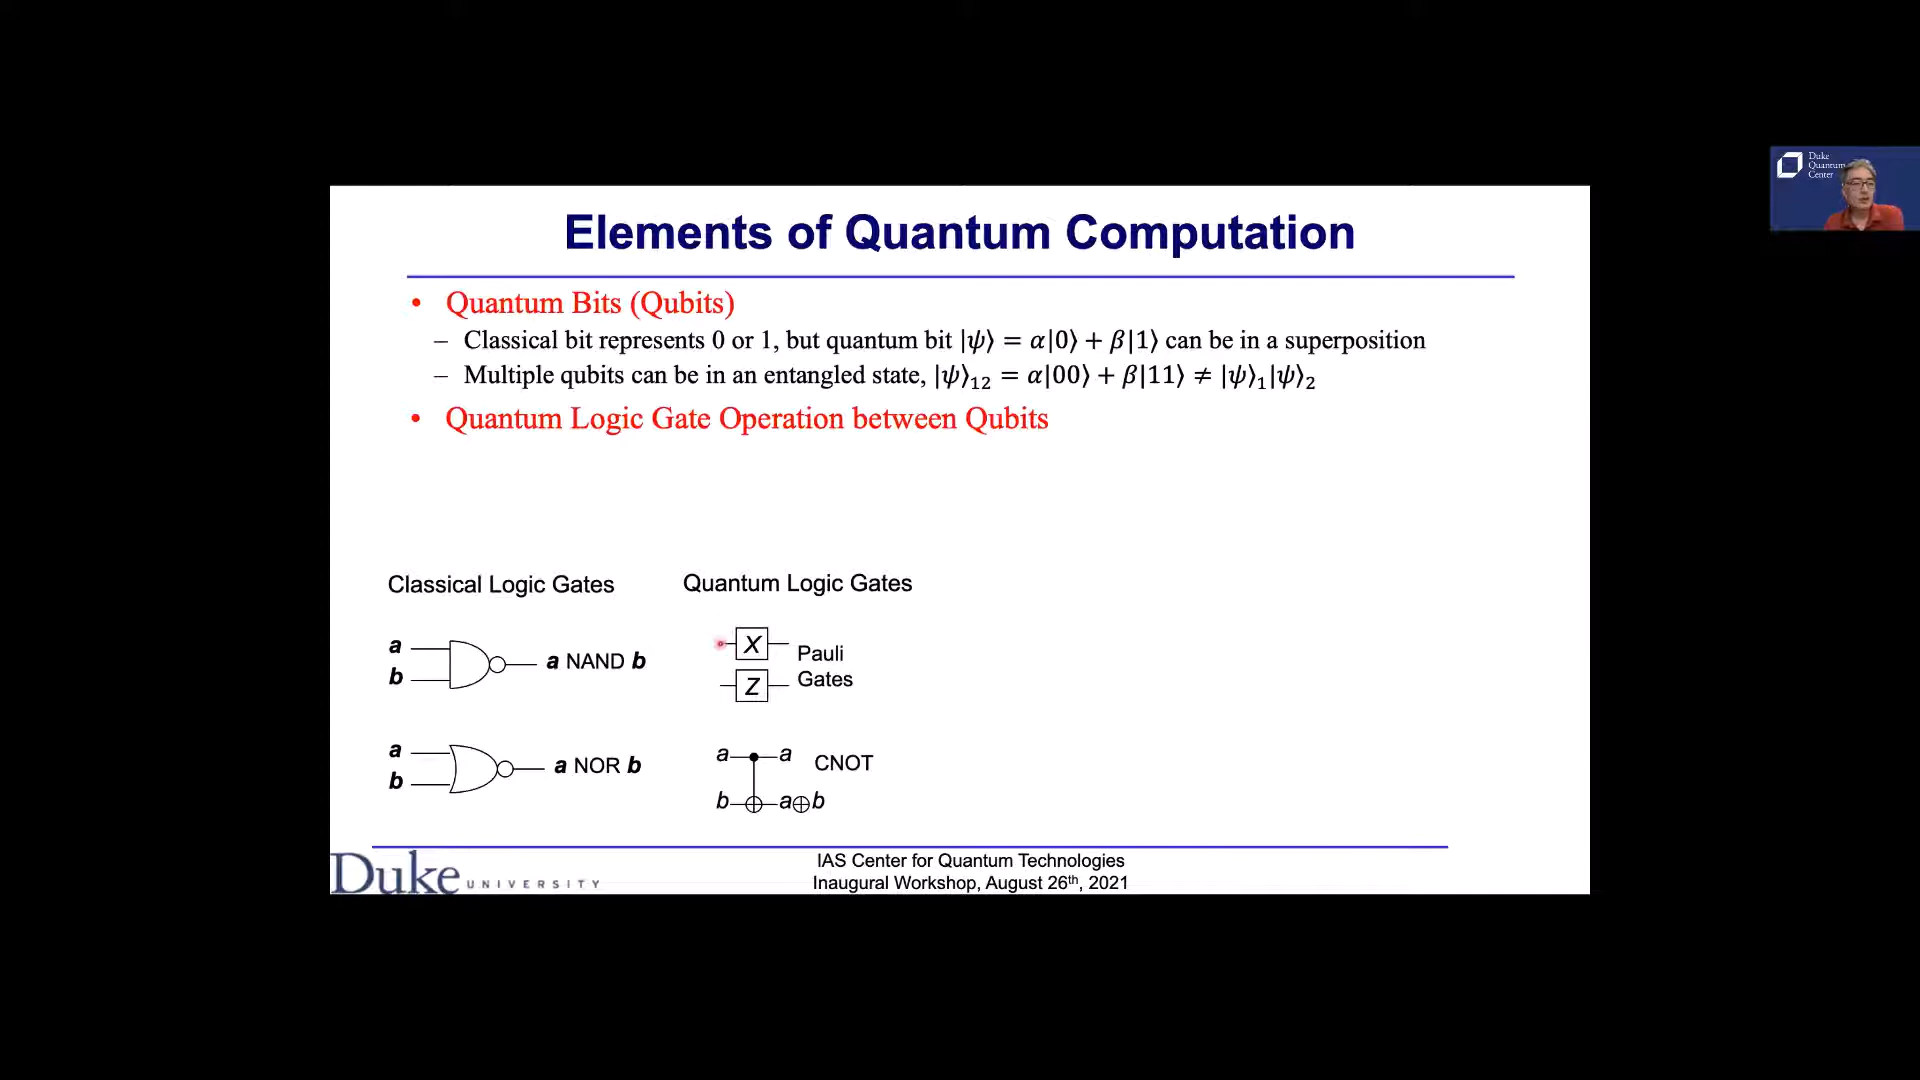 Duke
Quantum
Center
Elements of Quantum Computation
• Quantum Bits (Qubits)
– Classical bit represents 0 or 1, but quantum bit |ψ⟩ = α|0⟩ + β|1⟩ can be in a superposition
– Multiple qubits can be in an entangled state, |ψ⟩₁₂ = α|00⟩ + β|11⟩ ≠ |ψ⟩₁|ψ⟩₂
• Quantum Logic Gate Operation between Qubits
Classical Logic Gates
a
b
a NAND b
a
b
a NOR b
Quantum Logic Gates
X
Z
Pauli
Gates
a a CNOT
b a⊕b
Duke UNIVERSITY
IAS Center for Quantum Technologies
Inaugural Workshop, August 26th, 2021